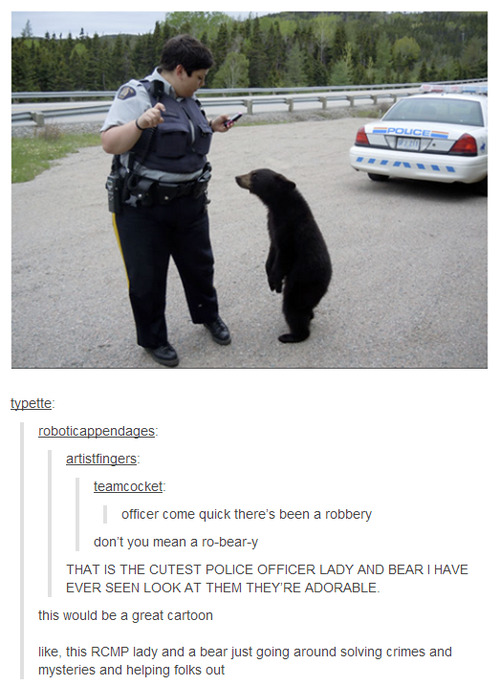 POLICE
typette:
roboticappendages:
artistfingers:
teamcocket:
officer come quick there's been a robbery
don't you mean a ro-bear-y
THAT IS THE CUTEST POLICE OFFICER LADY AND BEAR I HAVE
EVER SEEN LOOK AT THEM THEY'RE ADORABLE.
this would be a great cartoon
like, this RCMP lady and a bear just going around solving crimes and
mysteries and helping folks out